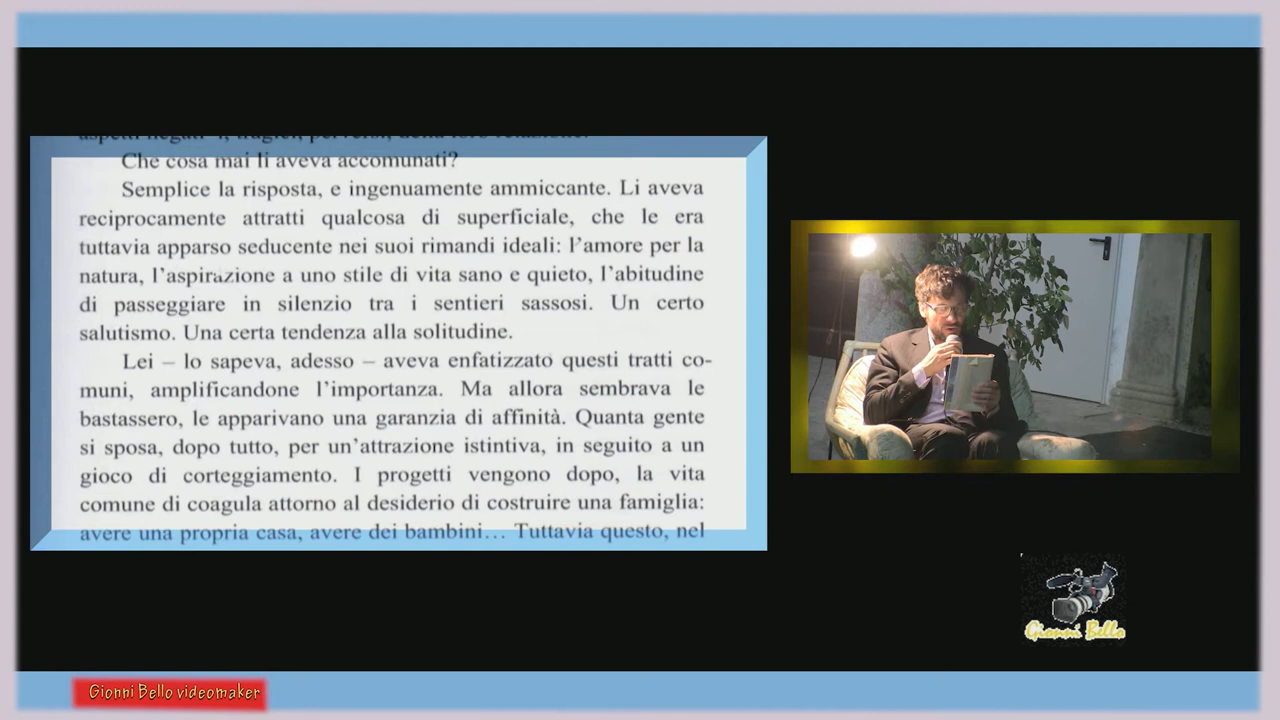 Che cosa mai li aveva accomunati?
Semplice la risposta, e ingenuamente ammiccante. Li aveva
reciprocamente attratti qualcosa di superficiale, che le era
tuttavia apparso seducente nei suoi rimandi ideali: l'amore per la
natura, l'aspirazione a uno stile di vita sano e quieto, l'abitudine
di passeggiare in silenzio tra i sentieri sassosi. Un certo
salutismo. Una certa tendenza alla solitudine.
Lei – lo sapeva, adesso – aveva enfatizzato questi tratti co-
muni, amplificandone l'importanza. Ma allora sembrava le
bastassero, le apparivano una garanzia di affinità. Quanta gente
si sposa, dopo tutto, per un'attrazione istintiva, in seguito a un
gioco di corteggiamento. I progetti vengono dopo, la vita
comune di coagula attorno al desiderio di costruire una famiglia:
avere una propria casa, avere dei bambini… Tuttavia questo, nel
Gionni Bello
Gionni Bello videomaker